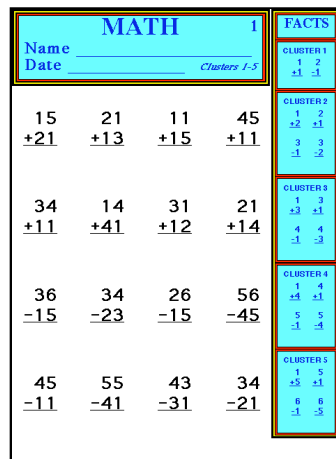 MATH 1
Name
Date Clusters 1-5
15 21 11 45
+21 +13 +15 +11
34 14 31 21
+11 +41 +12 +14
36 34 26 56
-15 -23 -15 -45
45 55 43 34
-11 -41 -31 -21
FACTS
CLUSTER 1
1 2
+1 -1
CLUSTER 2
1 2
+2 +1
3 3
-1 -2
CLUSTER 3
1 3
+3 +1
4 4
-1 -3
CLUSTER 4
1 4
+4 +1
5 5
-1 -4
CLUSTER 5
1 5
+5 +1
6 6
-1 -5